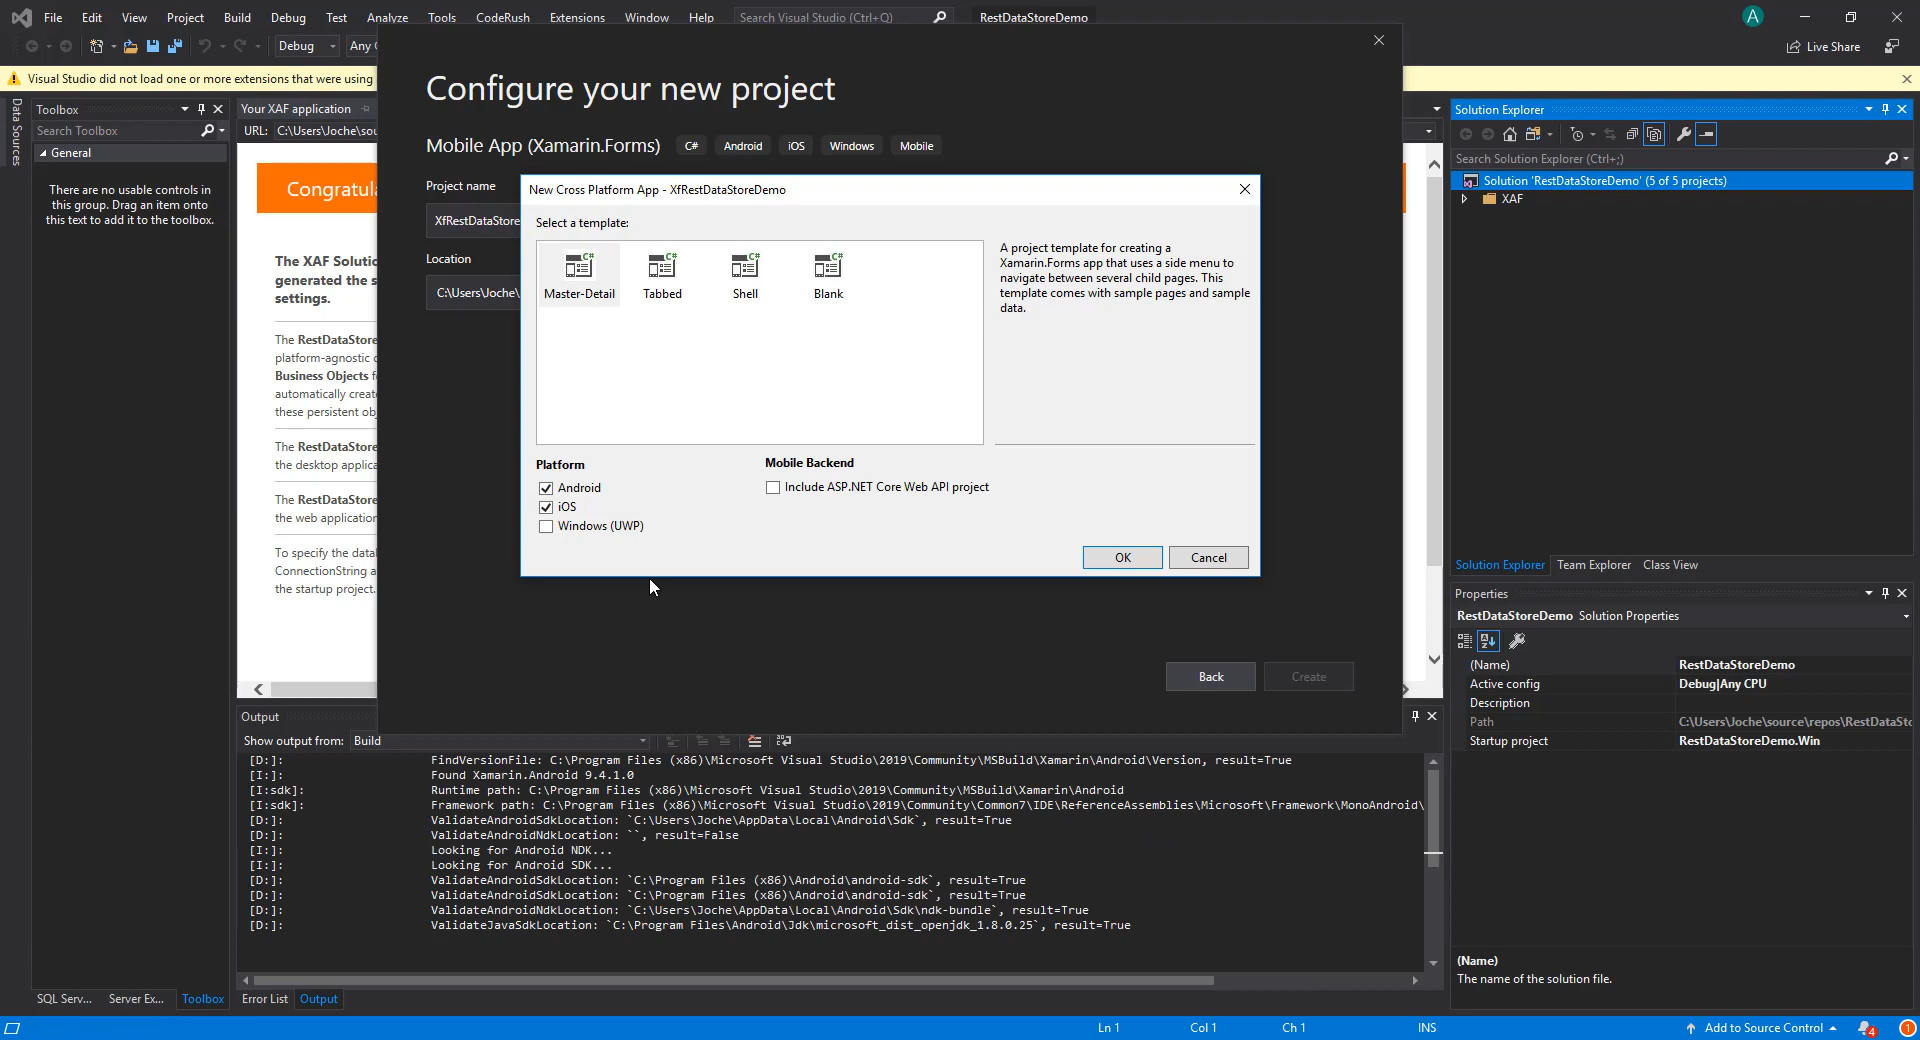 File Edit View Project Build Debug Test Analyze Tools CodeRush Extensions Window Help Search Visual Studio (Ctrl+Q) RestDataStoreDemo A
Debug Any Live Share
Visual Studio did not load one or more extensions that were using
Configure your new project
Mobile App (Xamarin.Forms) C# Android iOS Windows Mobile
Project name
XfRestDataStore
Location
C:\Users\Joche\
Data Sources
Toolbox
Search Toolbox
General
There are no usable controls in
this group. Drag an item onto
this text to add it to the toolbox.
Your XAF application
URL: C:\Users\Joche\sou
Congratula
The XAF Solutio
generated the s
settings.
The RestDataStore
platform-agnostic
Business Objects
automatically create
these persistent obj
The RestDataStore
the desktop applica
The RestDataStore
the web application
To specify the data
ConnectionString a
the startup project.
New Cross Platform App - XfRestDataStoreDemo
Select a template:
C# C# C# C#
Master-Detail Tabbed Shell Blank
A project template for creating a
Xamarin.Forms app that uses a side menu to
navigate between several child pages. This
template comes with sample pages and sample
data.
Platform
Android
iOS
Windows (UWP)
Mobile Backend
Include ASP.NET Core Web API project
OK Cancel
Back Create
Output
Show output from: Build
[D:]: FindVersionFile: C:\Program Files (x86)\Microsoft Visual Studio\2019\Community\MSBuild\Xamarin\Android\Version, result=True
[I:]: Found Xamarin.Android 9.4.1.0
[I:sdk]: Runtime path: C:\Program Files (x86)\Microsoft Visual Studio\2019\Community\MSBuild\Xamarin\Android
[I:sdk]: Framework path: C:\Program Files (x86)\Microsoft Visual Studio\2019\Community\Common7\IDE\ReferenceAssemblies\Microsoft\Framework\MonoAndroid\
[D:]: ValidateAndroidSdkLocation: `C:\Users\Joche\AppData\Local\Android\Sdk`, result=True
[D:]: ValidateAndroidNdkLocation: ``, result=False
[I:]: Looking for Android NDK...
[I:]: Looking for Android SDK...
[D:]: ValidateAndroidSdkLocation: `C:\Program Files (x86)\Android\android-sdk`, result=True
[D:]: ValidateAndroidSdkLocation: `C:\Program Files (x86)\Android\android-sdk`, result=True
[D:]: ValidateAndroidNdkLocation: `C:\Users\Joche\AppData\Local\Android\Sdk\ndk-bundle`, result=True
[D:]: ValidateJavaSdkLocation: `C:\Program Files\Android\Jdk\microsoft_dist_openjdk_1.8.0.25`, result=True
SQL Serv... Server Ex... Toolbox Error List Output
Solution Explorer
Search Solution Explorer (Ctrl+;)
Solution 'RestDataStoreDemo' (5 of 5 projects)
XAF
Solution Explorer Team Explorer Class View
Properties
RestDataStoreDemo Solution Properties
(Name) RestDataStoreDemo
Active config Debug|Any CPU
Description
Path C:\Users\Joche\source\repos\RestDataSto
Startup project RestDataStoreDemo.Win
(Name)
The name of the solution file.
Ln 1 Col 1 Ch 1 INS Add to Source Control 4 1